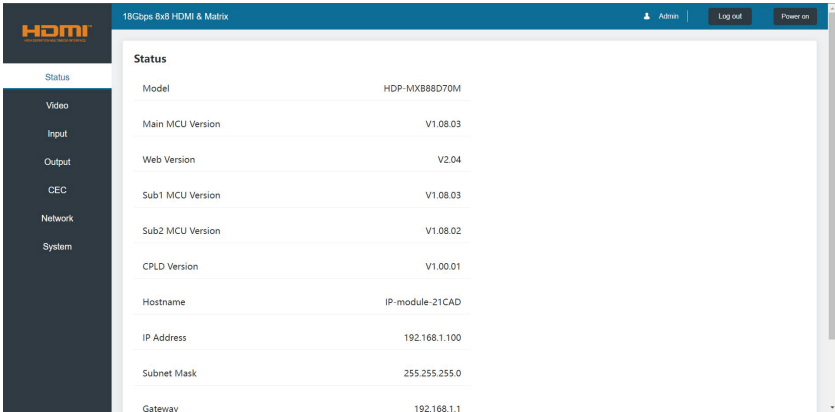 HDMI
18Gbps 8x8 HDMI & Matrix
Admin
Log out
Power on
Status
Video
Input
Output
CEC
Network
System
Status
Model HDP-MXB88D70M
Main MCU Version V1.08.03
Web Version V2.04
Sub1 MCU Version V1.08.03
Sub2 MCU Version V1.08.02
CPLD Version V1.00.01
Hostname IP-module-21CAD
IP Address 192.168.1.100
Subnet Mask 255.255.255.0
Gateway 192.168.1.1